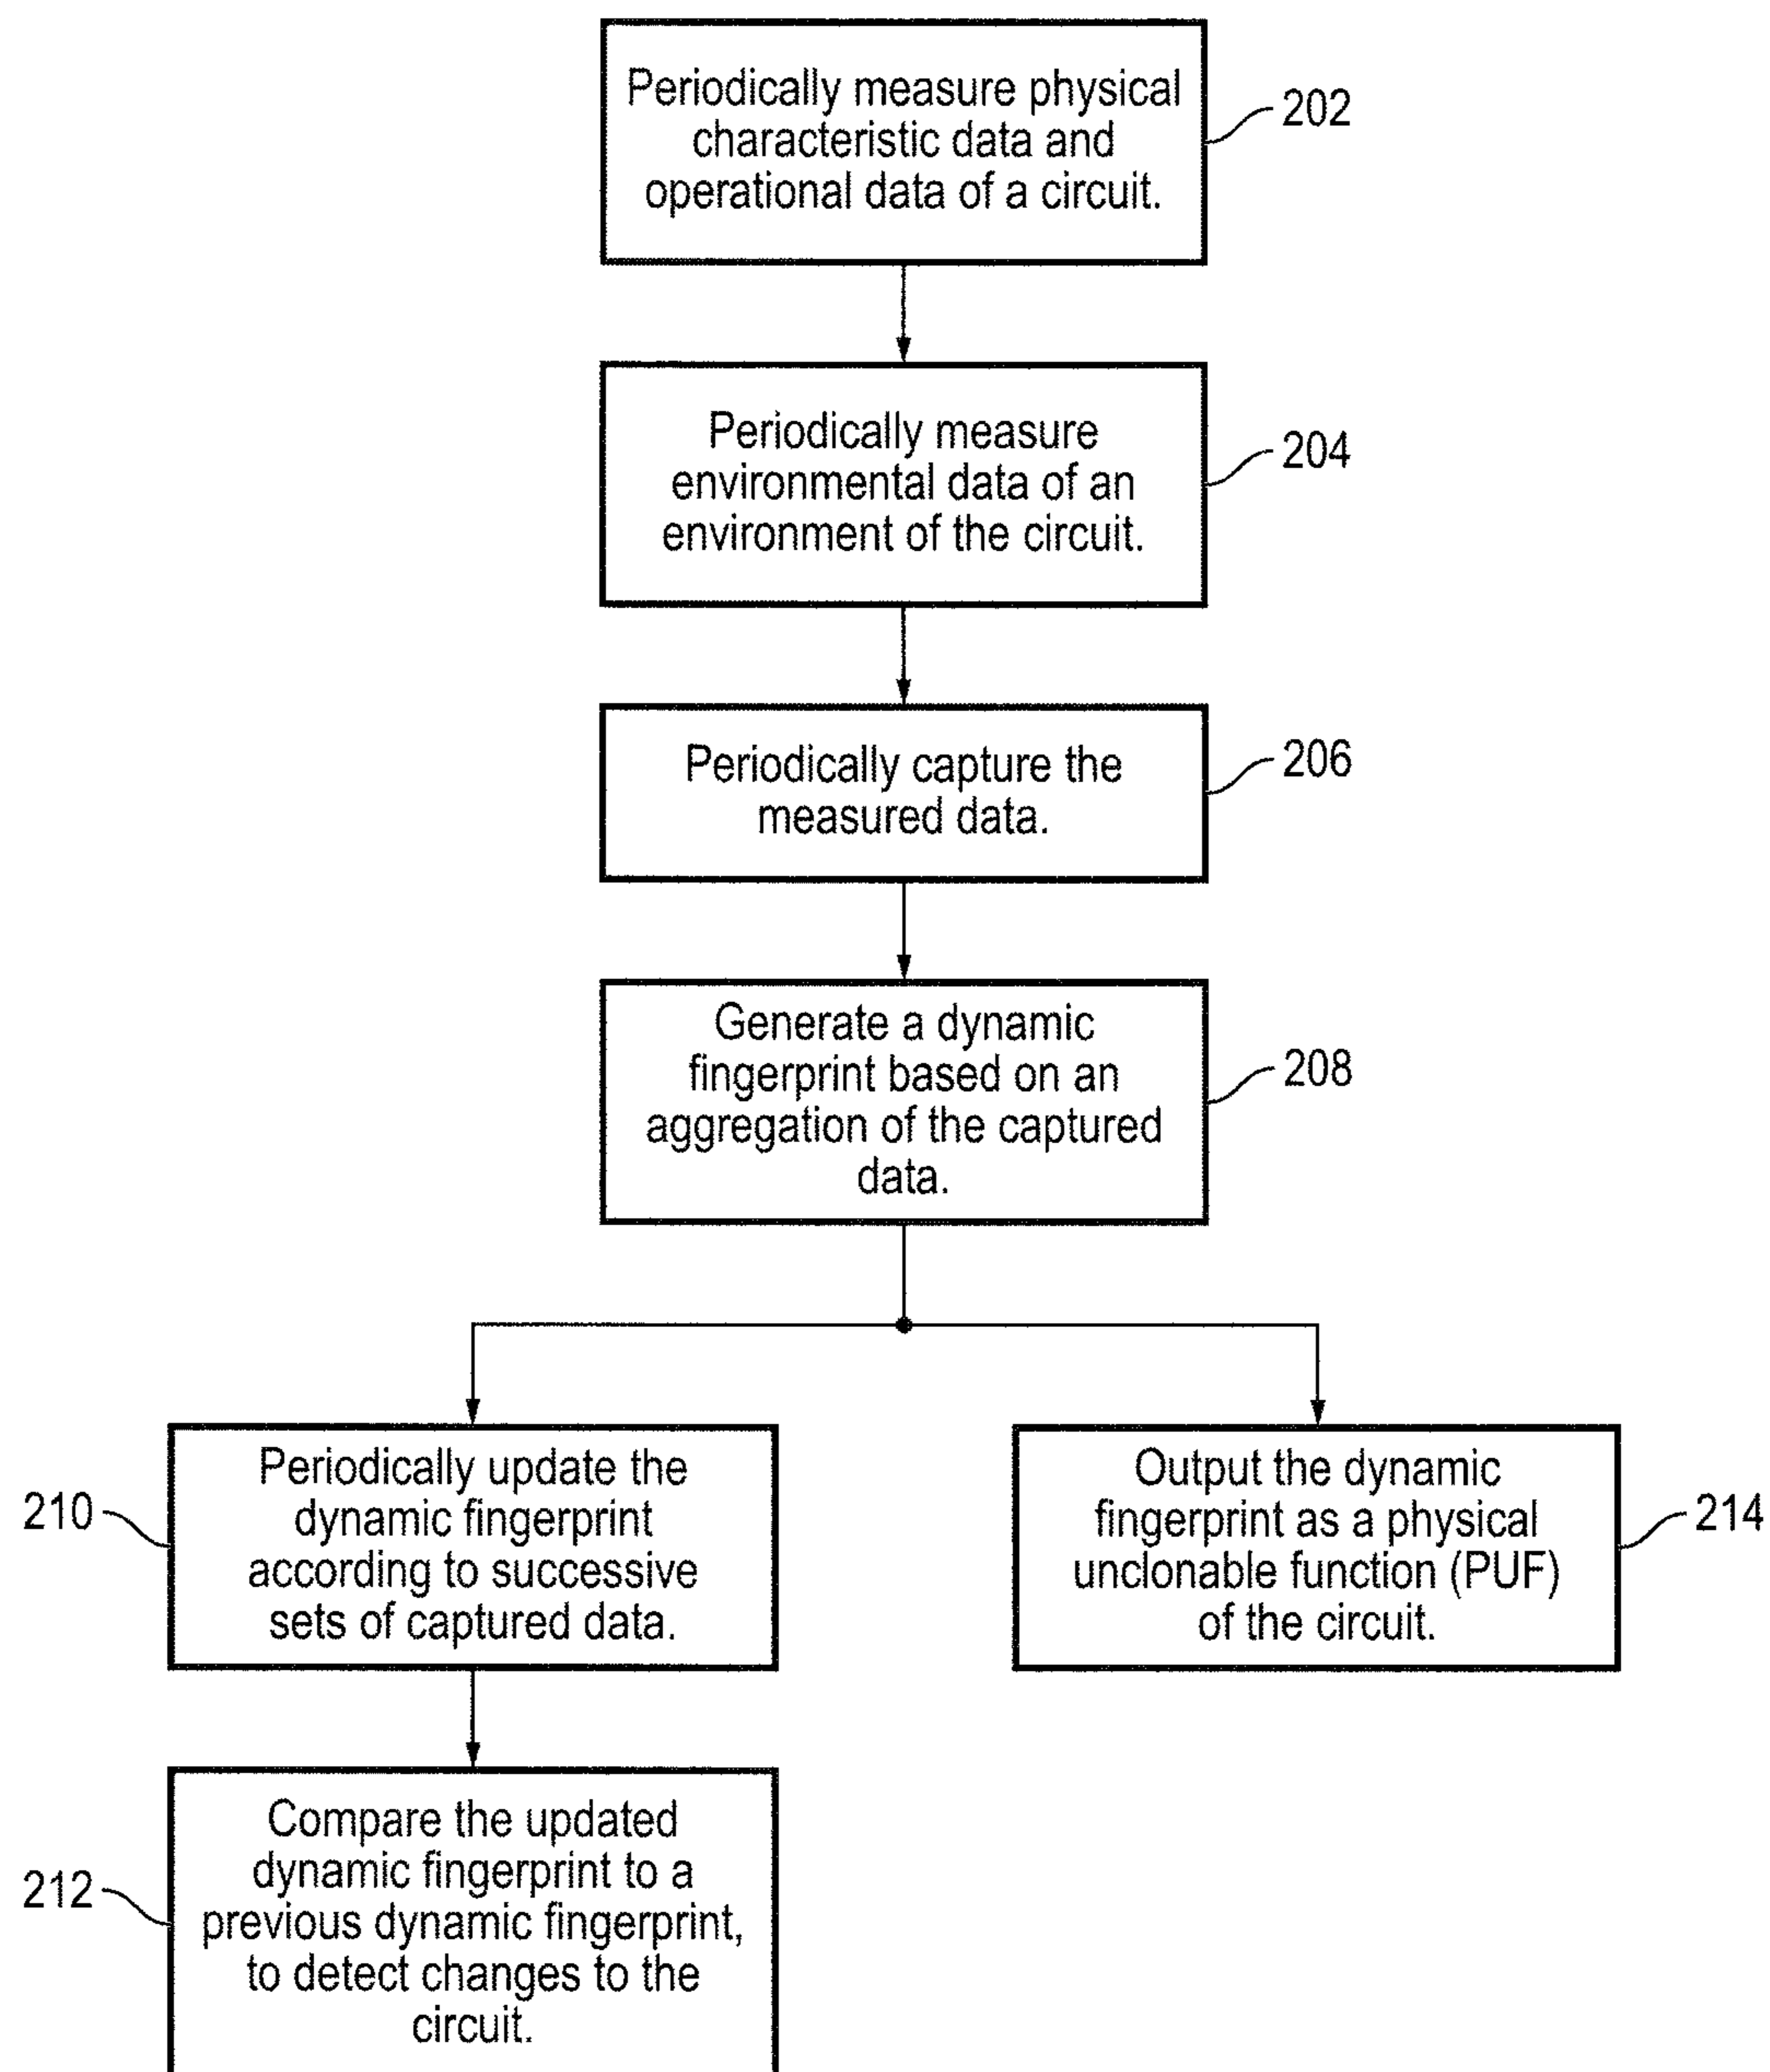 Periodically measure physical
characteristic data and
operational data of a circuit.
202
Periodically measure
environmental data of an
environment of the circuit.
204
Periodically capture the
measured data.
206
Generate a dynamic
fingerprint based on an
aggregation of the captured
data.
208
210
Periodically update the
dynamic fingerprint
according to successive
sets of captured data.
Output the dynamic
fingerprint as a physical
unclonable function (PUF)
of the circuit.
214
212
Compare the updated
dynamic fingerprint to a
previous dynamic fingerprint,
to detect changes to the
circuit.